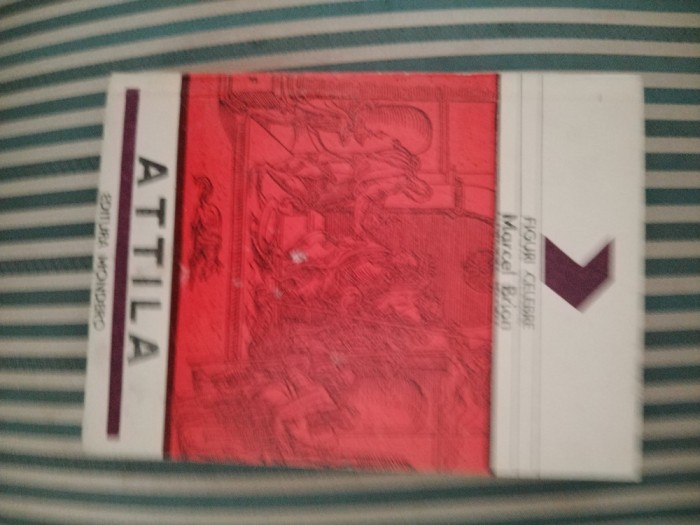 FIGURI CELEBRE
Marcel Brion
ATTILA
EDITURA MONDERO